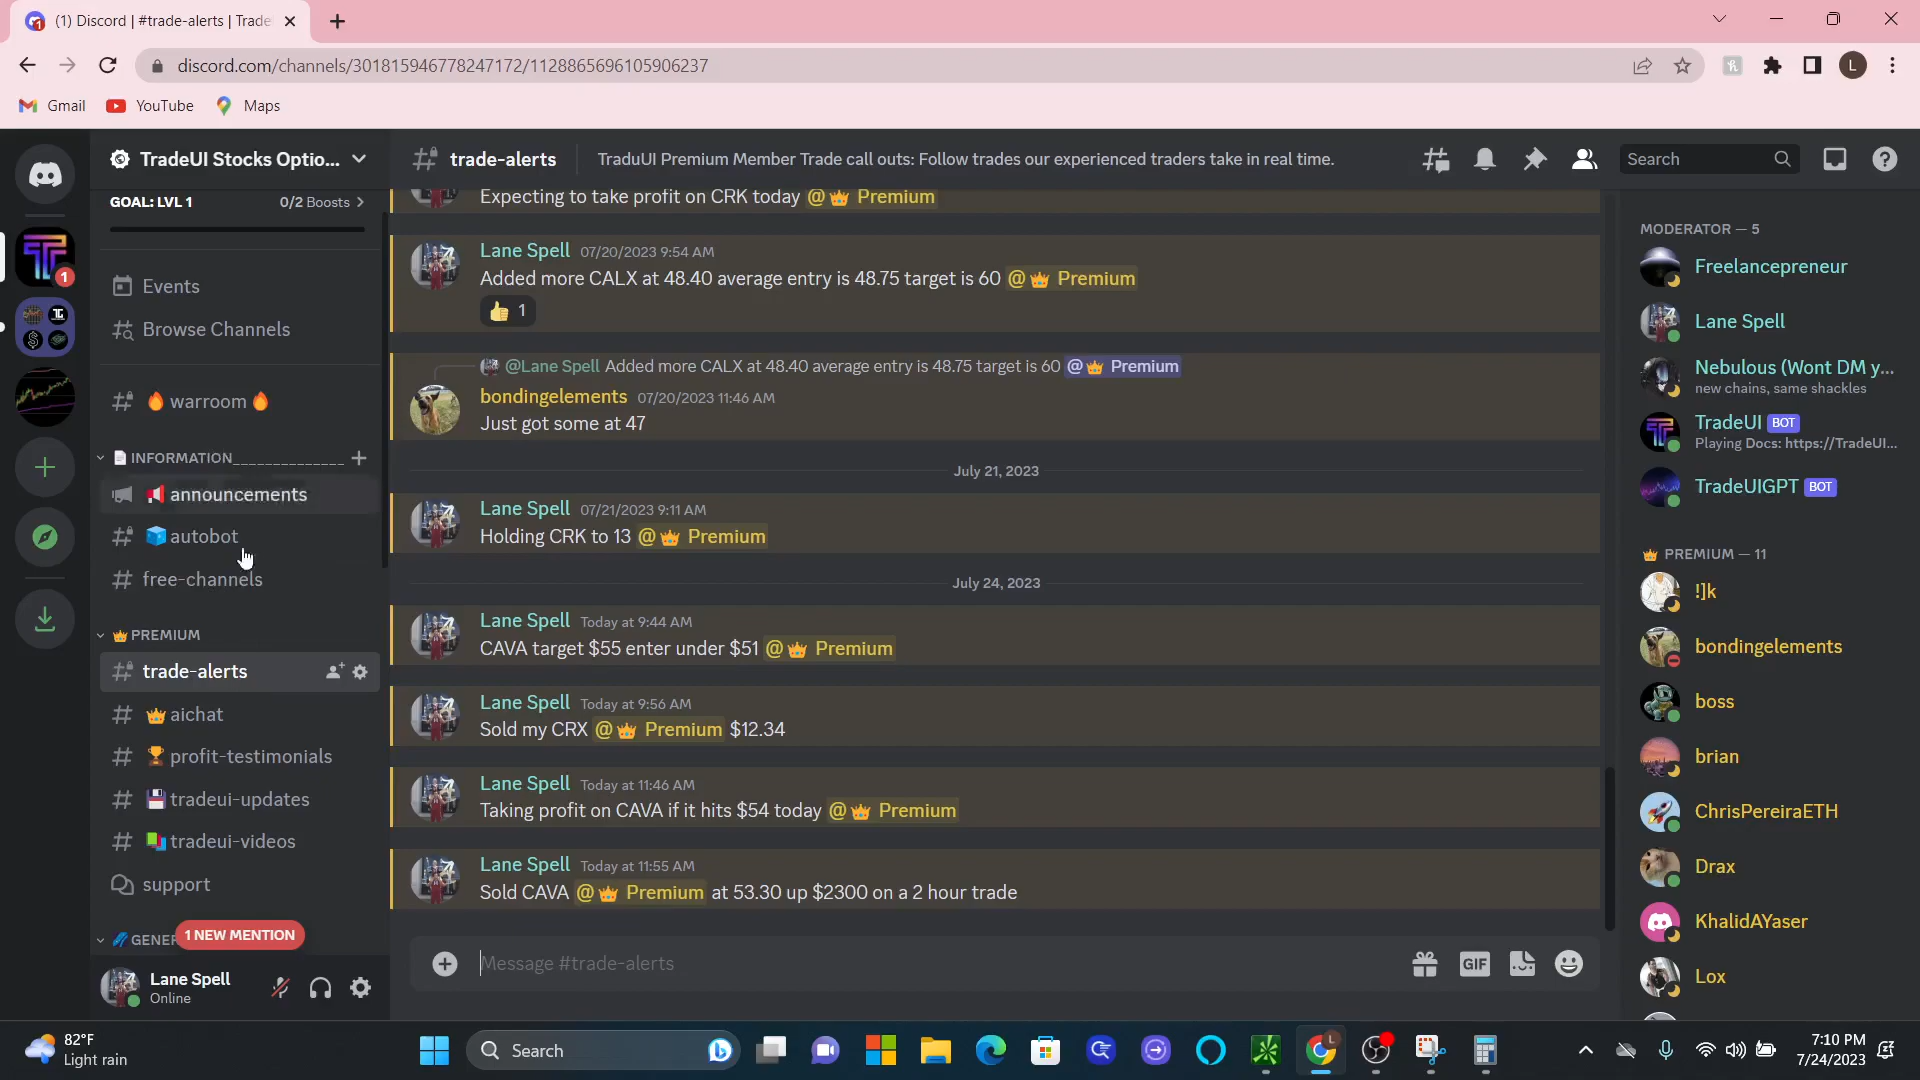 (1) Discord | #trade-alerts | Trade
discord.com/channels/301815946778247172/1128865696105906237
L
Gmail
YouTube
Maps
1
TradeUI Stocks Optio...
GOAL: LVL 1
0/2 Boosts
Events
Browse Channels
warroom
INFORMATION_______________
announcements
autobot
free-channels
PREMIUM
trade-alerts
aichat
profit-testimonials
tradeui-updates
tradeui-videos
support
GENER
1 NEW MENTION
Lane Spell
Online
trade-alerts
TraduUI Premium Member Trade call outs: Follow trades our experienced traders take in real time.
Search
Expecting to take profit on CRK today @ Premium
Lane Spell 07/20/2023 9:54 AM
Added more CALX at 48.40 average entry is 48.75 target is 60 @ Premium
1
@Lane Spell Added more CALX at 48.40 average entry is 48.75 target is 60 @ Premium
bondingelements 07/20/2023 11:46 AM
Just got some at 47
July 21, 2023
Lane Spell 07/21/2023 9:11 AM
Holding CRK to 13 @ Premium
July 24, 2023
Lane Spell Today at 9:44 AM
CAVA target $55 enter under $51 @ Premium
Lane Spell Today at 9:56 AM
Sold my CRX @ Premium $12.34
Lane Spell Today at 11:46 AM
Taking profit on CAVA if it hits $54 today @ Premium
Lane Spell Today at 11:55 AM
Sold CAVA @ Premium at 53.30 up $2300 on a 2 hour trade
Message #trade-alerts
GIF
MODERATOR — 5
Freelancepreneur
Lane Spell
Nebulous (Wont DM y...
new chains, same shackles
TradeUI BOT
Playing Docs: https://TradeUI...
TradeUIGPT BOT
PREMIUM — 11
!]k
bondingelements
boss
brian
ChrisPereiraETH
Drax
KhalidAYaser
Lox
82°F
Light rain
Search
L
7:10 PM
7/24/2023